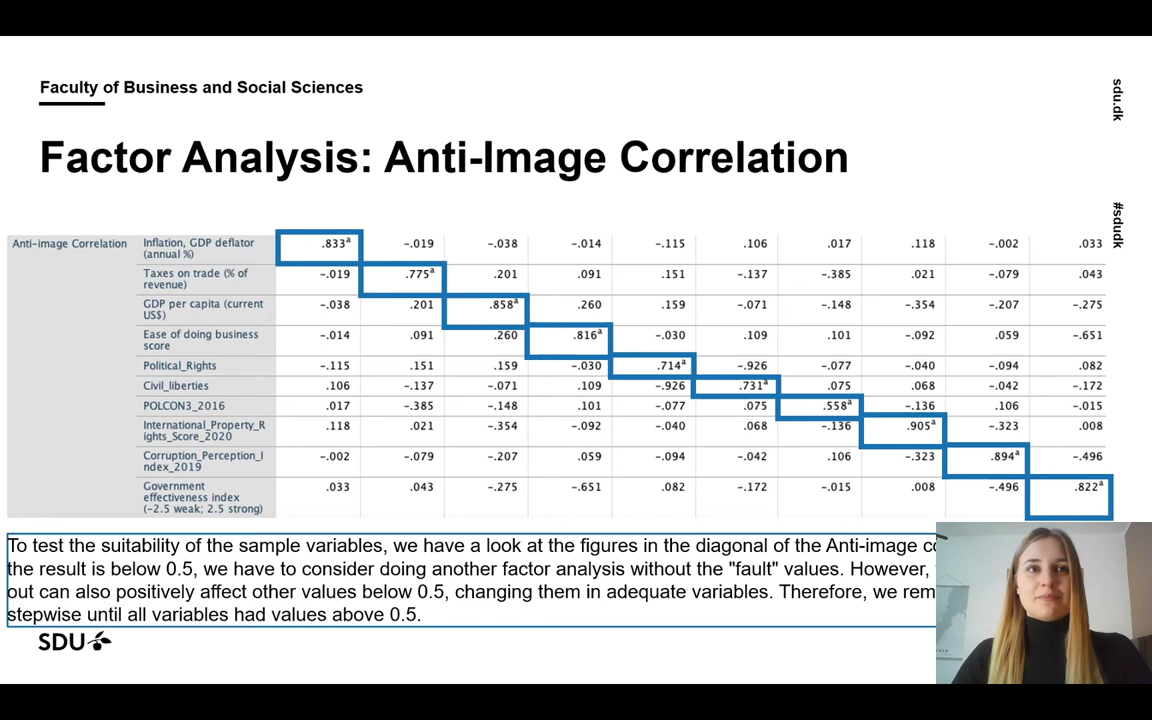 Faculty of Business and Social Sciences
sdu.dk
Factor Analysis: Anti-Image Correlation
#sdudk
Anti-image Correlation Inflation, GDP deflator (annual %) .833a -.019 -.038 -.014 -.115 .106 .017 .118 -.002 .033
Taxes on trade (% of revenue) -.019 .775a .201 .091 .151 -.137 -.385 .021 -.079 .043
GDP per capita (current US$) -.038 .201 .858a .260 .159 -.071 -.148 -.354 -.207 -.275
Ease of doing business score -.014 .091 .260 .816a -.030 .109 .101 -.092 .059 -.651
Political_Rights -.115 .151 .159 -.030 .714a -.926 -.077 -.040 -.094 .082
Civil_liberties .106 -.137 -.071 .109 -.926 .731a .075 .068 -.042 -.172
POLCON3_2016 .017 -.385 -.148 .101 -.077 .075 .558a -.136 .106 -.015
International_Property_Rights_Score_2020 .118 .021 -.354 -.092 -.040 .068 -.136 .905a -.323 .008
Corruption_Perception_Index_2019 -.002 -.079 -.207 .059 -.094 -.042 .106 -.323 .894a -.496
Government effectiveness index (-2.5 weak; 2.5 strong) .033 .043 -.275 -.651 .082 -.172 -.015 .008 -.496 .822a
To test the suitability of the sample variables, we have a look at the figures in the diagonal of the Anti-image
the result is below 0.5, we have to consider doing another factor analysis without the "fault" values. However,
out can also positively affect other values below 0.5, changing them in adequate variables. Therefore, we
stepwise until all variables had values above 0.5.
SDU